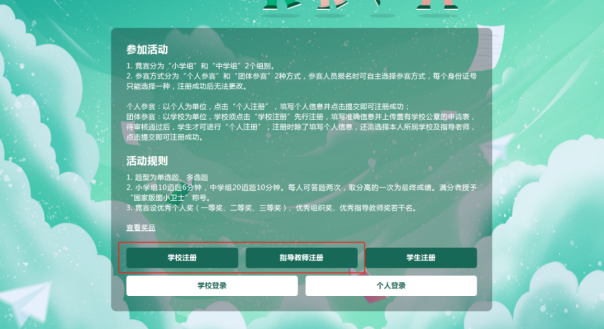 参加活动
1. 竞赛分为“小学组”和“中学组”2个组别。
2. 参赛方式分为“个人参赛”和“团体参赛”2种方式，参赛人员报名时可自主选择参赛方式，每个身份证号
只能选择一种，注册成功后无法更改。
个人参赛：以个人为单位，点击“个人注册”，填写个人信息并点击提交即可注册成功；
团体参赛：以学校为单位，学校须点击“学校注册”先行注册，填写准确信息并上传盖有学校公章的申请表，
待审核通过后，学生才可进行“个人注册”，注册时除了填写个人信息，还需选择本人所属学校及指导教师，
点击提交即可注册成功。
活动规则
1. 题型为单选题、多选题
2. 小学组10道题6分钟，中学组20道题10分钟。每人可答题两次，取分高的一次为最终成绩。满分者授予
“国家版图小卫士”称号。
3. 竞赛设优秀个人奖（一等奖、二等奖、三等奖）、优秀组织奖、优秀指导教师奖若干名。
查看奖品
学校注册 指导教师注册 学生注册
学校登录 个人登录